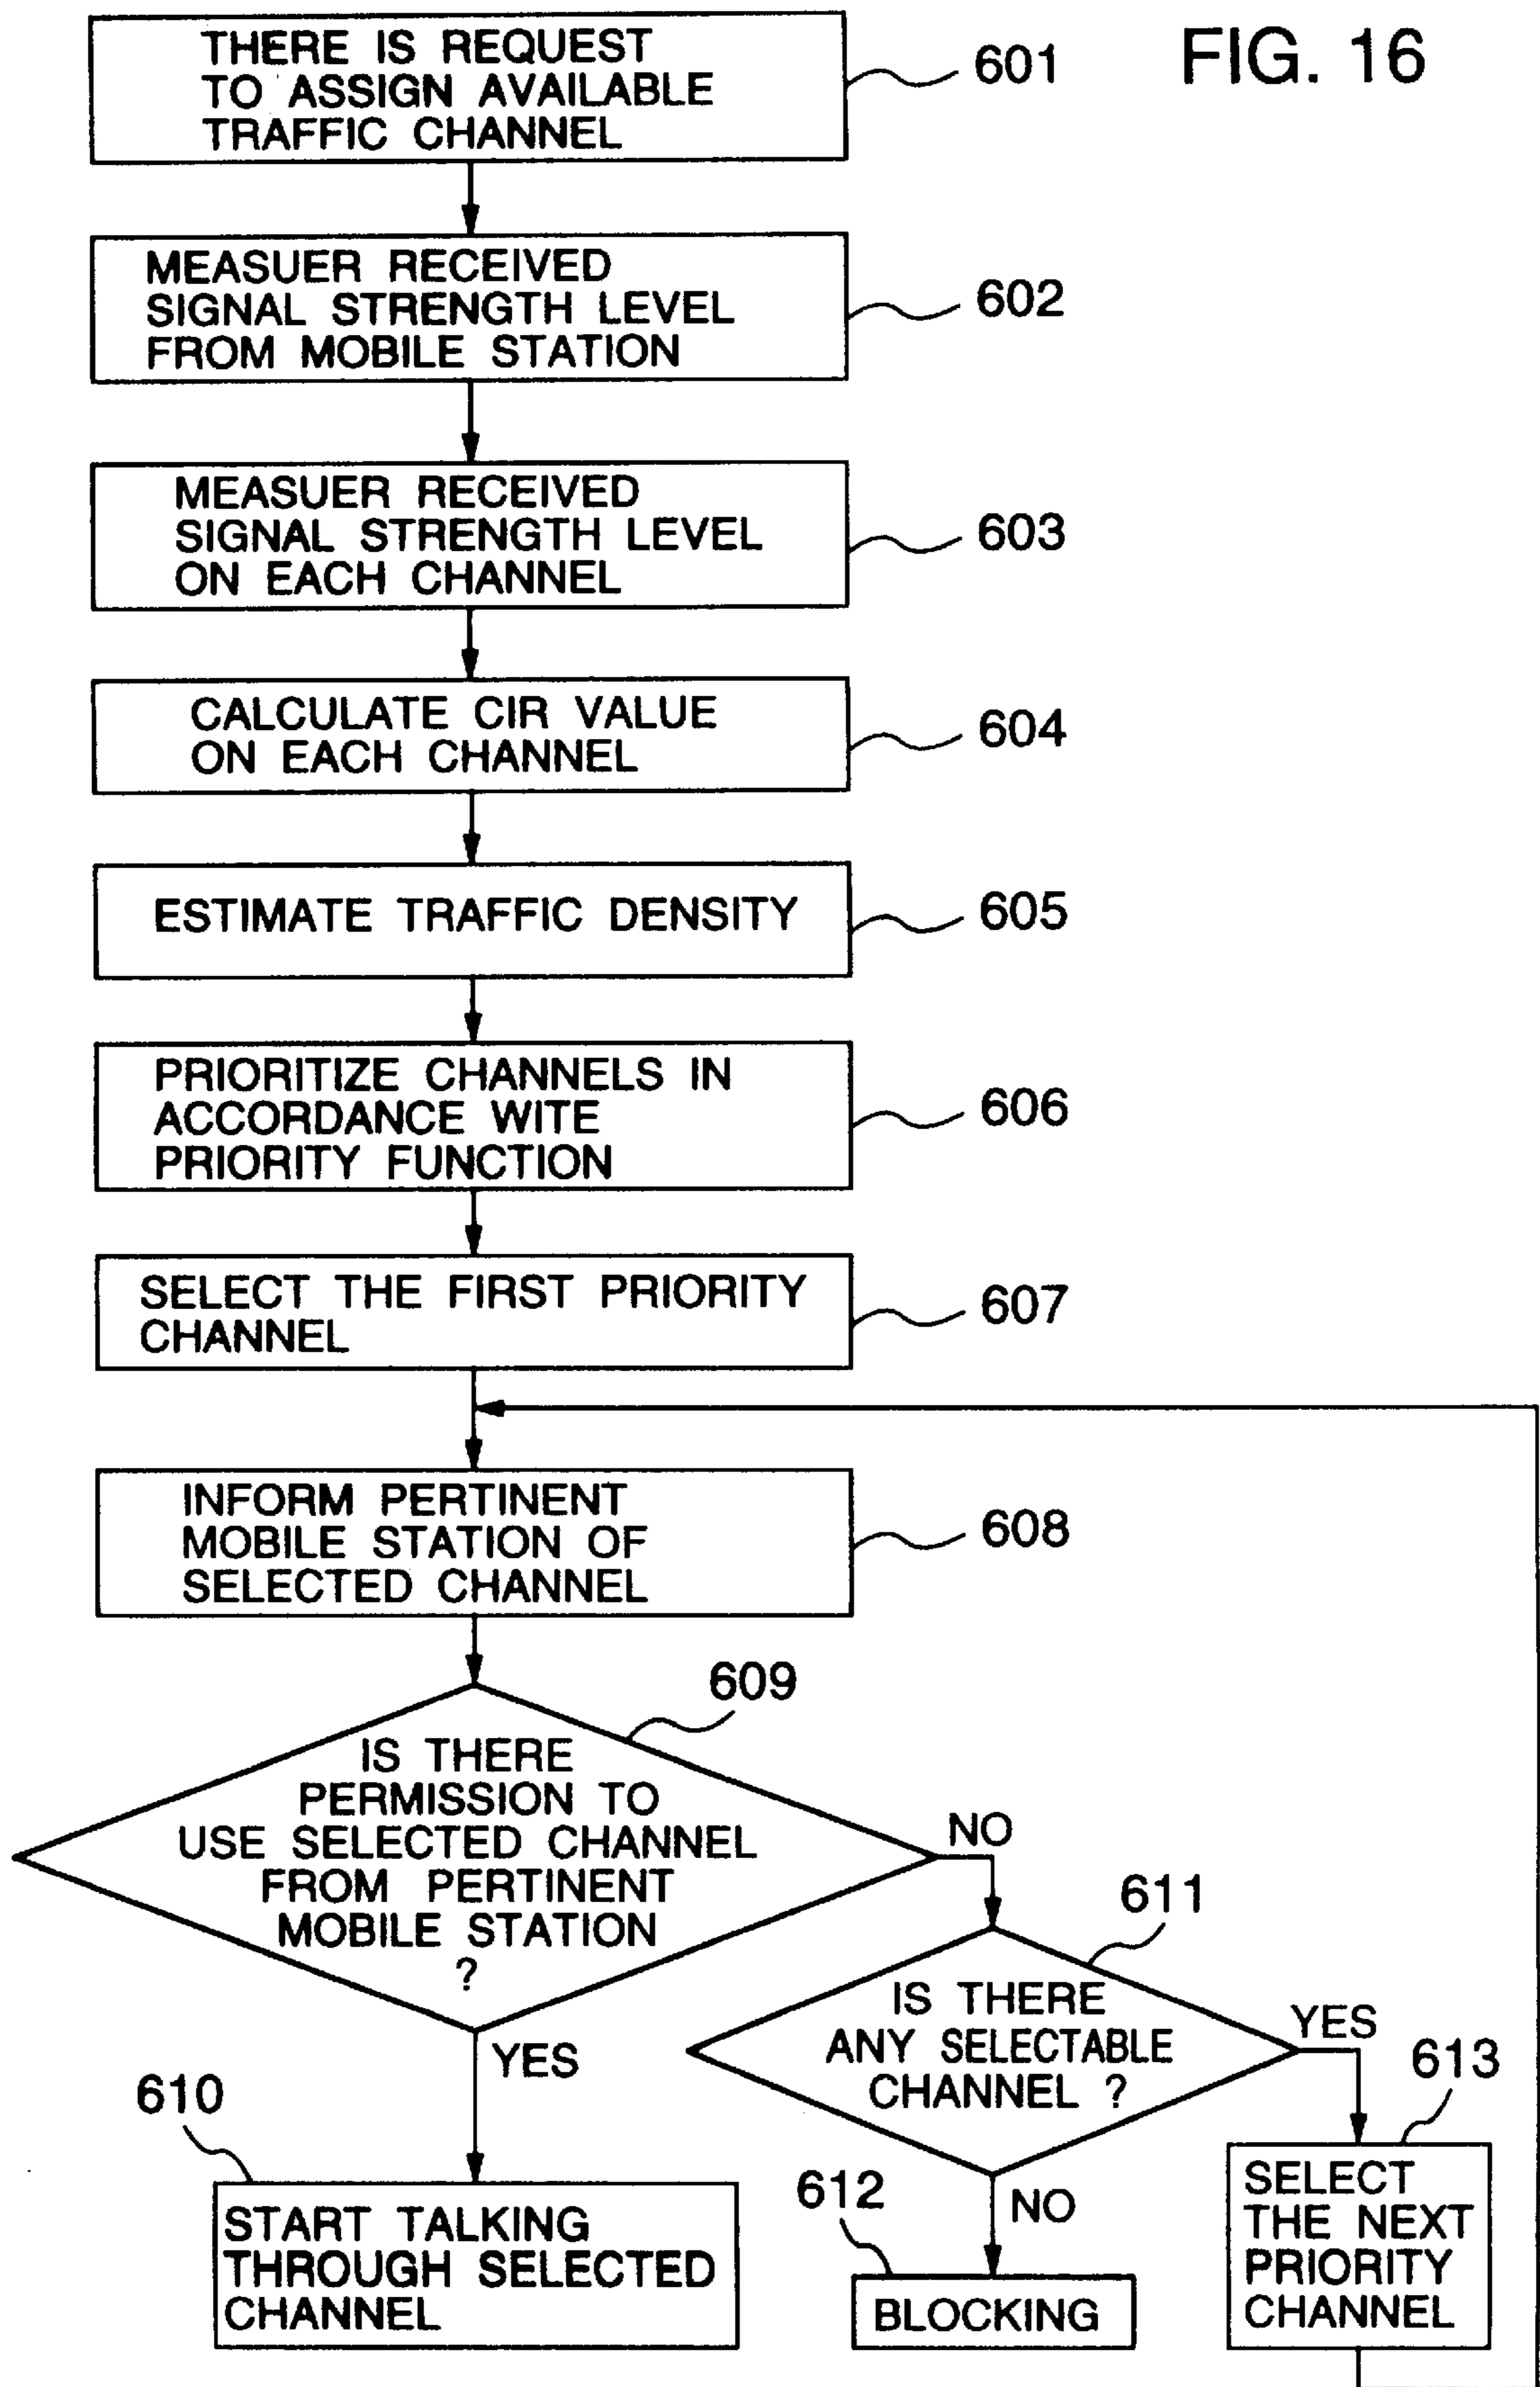 FIG. 16
THERE IS REQUEST
TO ASSIGN AVAILABLE
TRAFFIC CHANNEL
601
MEASUER RECEIVED
SIGNAL STRENGTH LEVEL
FROM MOBILE STATION
602
MEASUER RECEIVED
SIGNAL STRENGTH LEVEL
ON EACH CHANNEL
603
CALCULATE CIR VALUE
ON EACH CHANNEL
604
ESTIMATE TRAFFIC DENSITY
605
PRIORITIZE CHANNELS IN
ACCORDANCE WITE
PRIORITY FUNCTION
606
SELECT THE FIRST PRIORITY
CHANNEL
607
INFORM PERTINENT
MOBILE STATION OF
SELECTED CHANNEL
608
609
IS THERE
PERMISSION TO
USE SELECTED CHANNEL
FROM PERTINENT
MOBILE STATION
?
NO
YES
611
IS THERE
ANY SELECTABLE
CHANNEL ?
YES
NO
610
START TALKING
THROUGH SELECTED
CHANNEL
612
BLOCKING
613
SELECT
THE NEXT
PRIORITY
CHANNEL